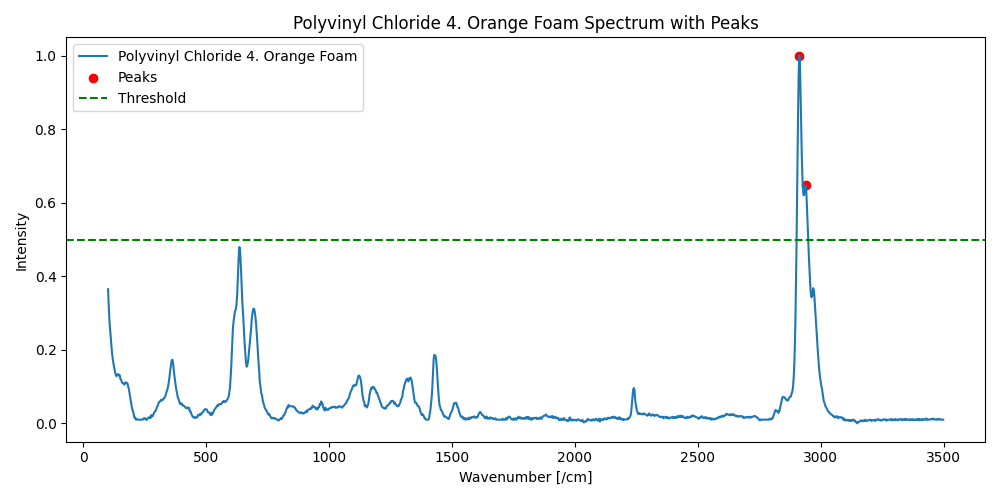 Polyvinyl Chloride 4. Orange Foam Spectrum with Peaks
Polyvinyl Chloride 4. Orange Foam
Peaks
Threshold
Intensity
1.0
0.8
0.6
0.4
0.2
0.0
0 500 1000 1500 2000 2500 3000 3500
Wavenumber [/cm]